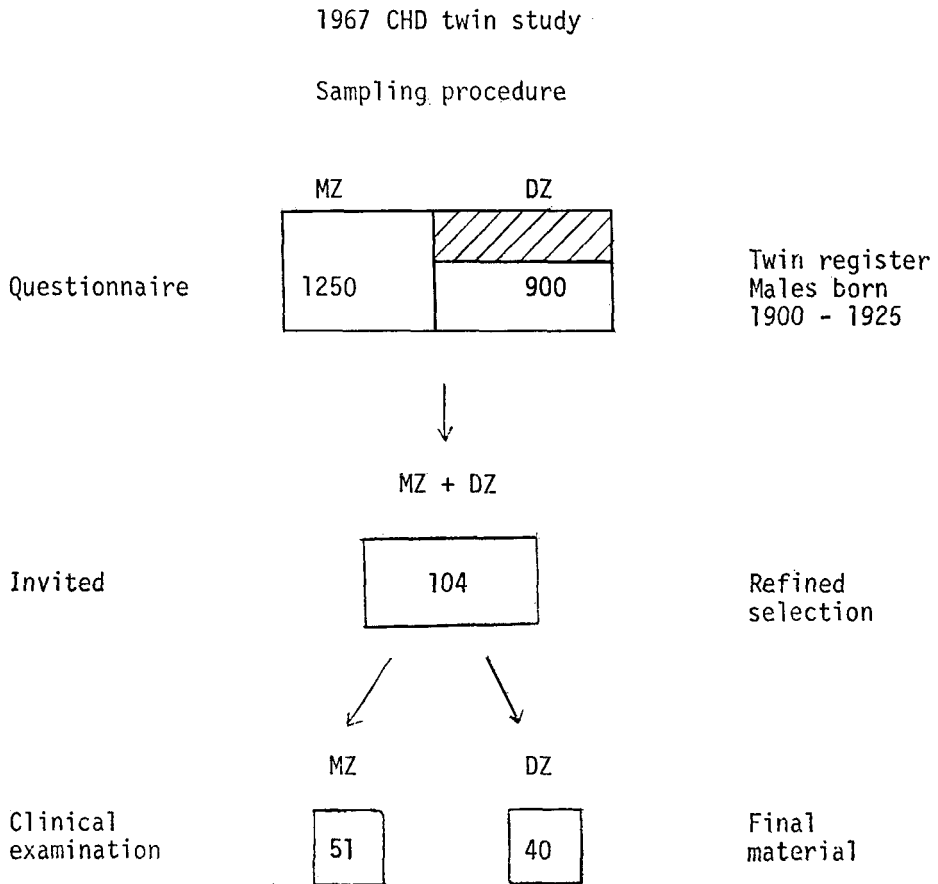 1967 CHD twin study
Sampling procedure
MZ DZ
Questionnaire 1250 900 Twin register
Males born
1900 - 1925
MZ + DZ
Invited 104 Refined
selection
MZ DZ
Clinical
examination 51 40 Final
material